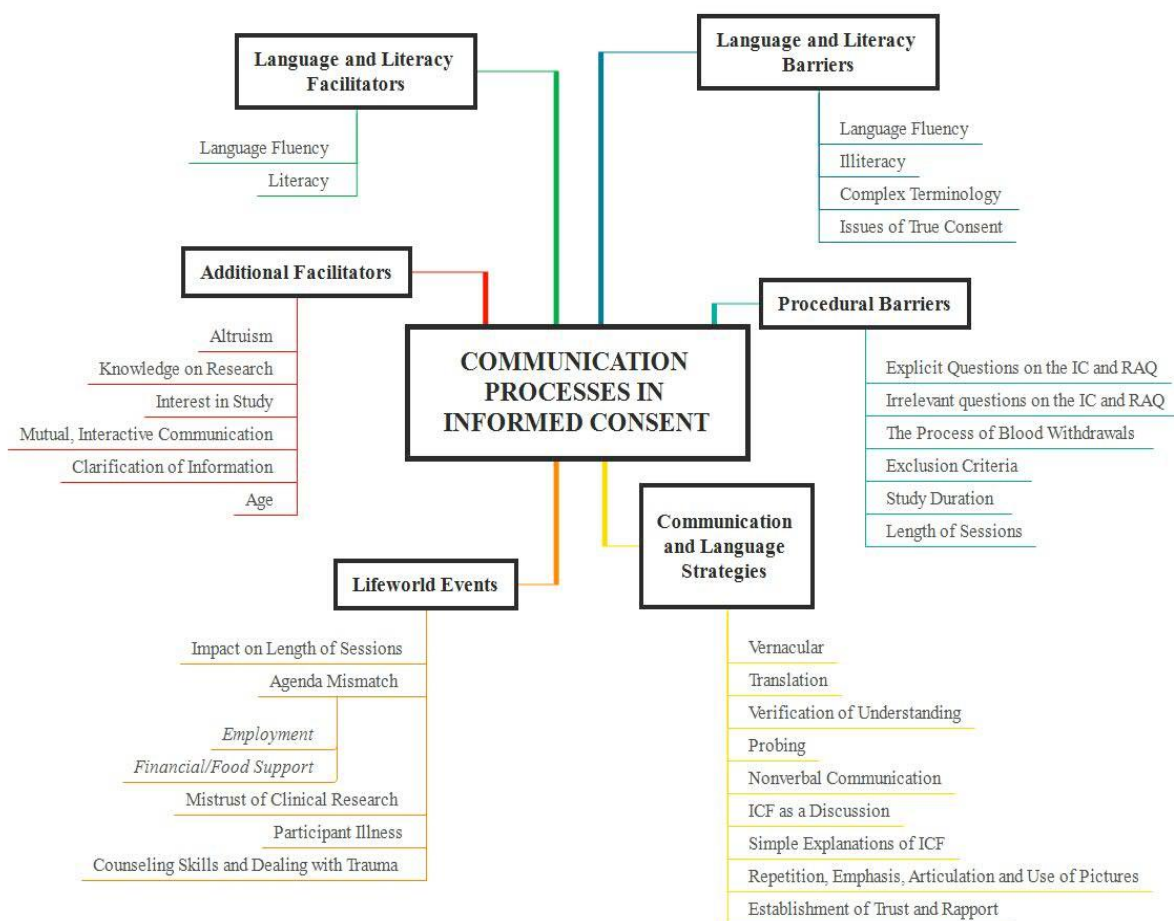 Language and Literacy
Facilitators
Language Fluency
Literacy
Language and Literacy
Barriers
Language Fluency
Illiteracy
Complex Terminology
Issues of True Consent
Additional Facilitators
Altruism
Knowledge on Research
Interest in Study
Mutual, Interactive Communication
Clarification of Information
Age
COMMUNICATION
PROCESSES IN
INFORMED CONSENT
Procedural Barriers
Explicit Questions on the IC and RAQ
Irrelevant questions on the IC and RAQ
The Process of Blood Withdrawals
Exclusion Criteria
Study Duration
Length of Sessions
Lifeworld Events
Impact on Length of Sessions
Agenda Mismatch
Employment
Financial/Food Support
Mistrust of Clinical Research
Participant Illness
Counseling Skills and Dealing with Trauma
Communication
and Language
Strategies
Vernacular
Translation
Verification of Understanding
Probing
Nonverbal Communication
ICF as a Discussion
Simple Explanations of ICF
Repetition, Emphasis, Articulation and Use of Pictures
Establishment of Trust and Rapport